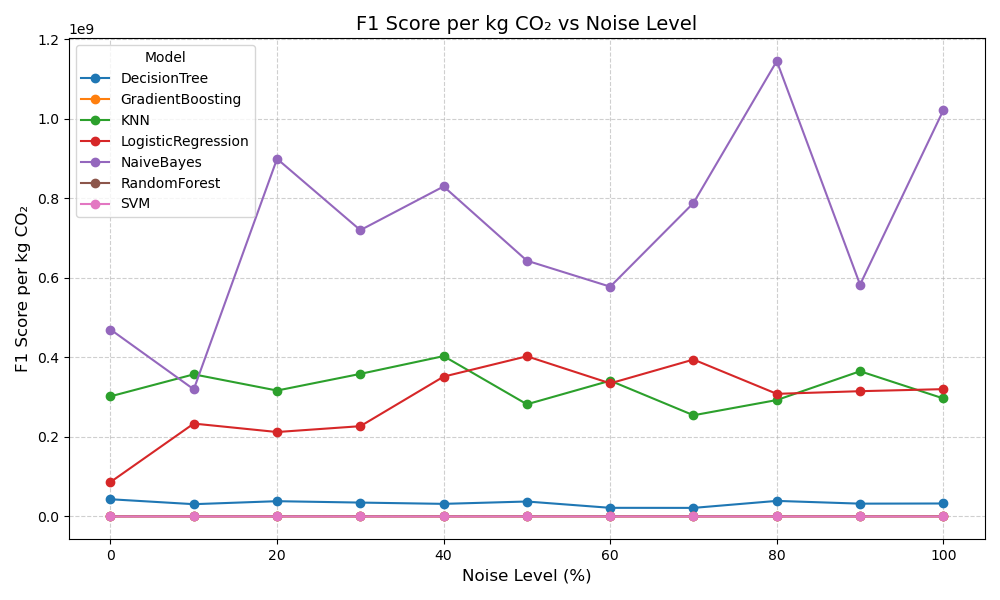 F1 Score per kg CO₂ vs Noise Level
1e9
1.2
1.0
0.8
0.6
0.4
0.2
0.0
F1 Score per kg CO₂
Model
DecisionTree
GradientBoosting
KNN
LogisticRegression
NaiveBayes
RandomForest
SVM
0
20
40
60
80
100
Noise Level (%)